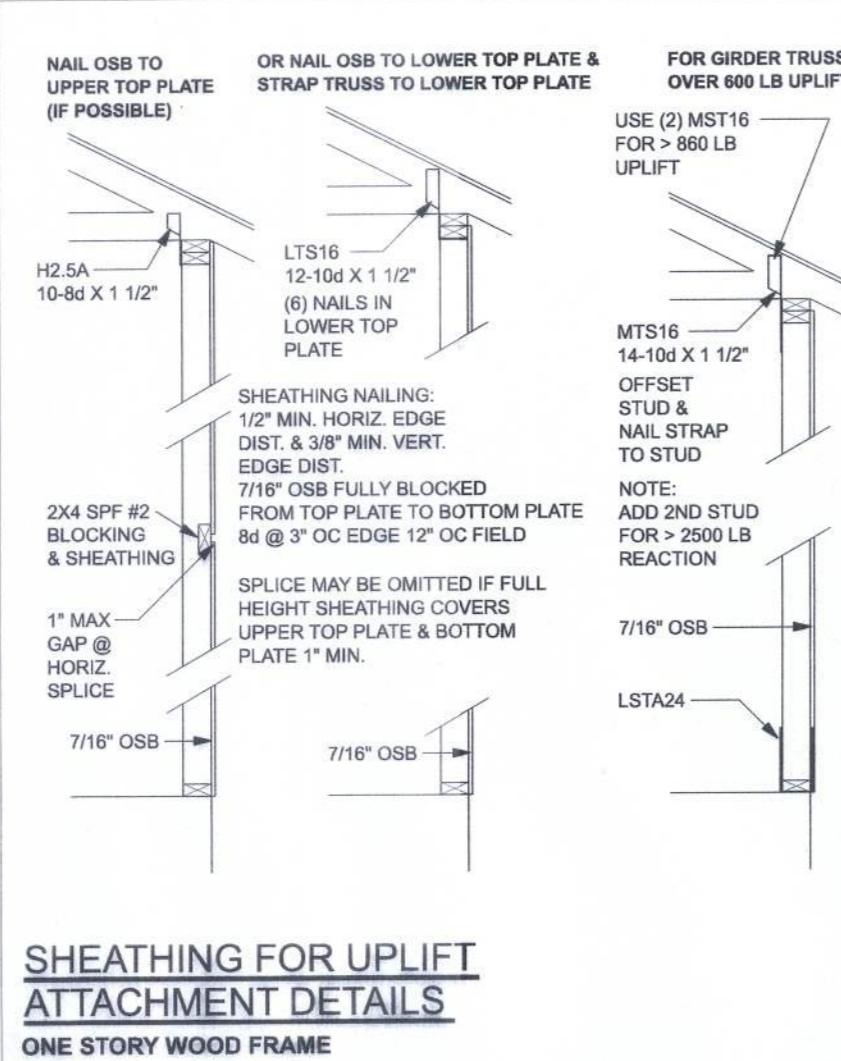 NAIL OSB TO
UPPER TOP PLATE
(IF POSSIBLE)
H2.5A
10-8d X 1 1/2"
2X4 SPF #2
BLOCKING
& SHEATHING
1" MAX
GAP @
HORIZ.
SPLICE
7/16" OSB
OR NAIL OSB TO LOWER TOP PLATE &
STRAP TRUSS TO LOWER TOP PLATE
LTS16
12-10d X 1 1/2"
(6) NAILS IN
LOWER TOP
PLATE
SHEATHING NAILING:
1/2" MIN. HORIZ. EDGE
DIST. & 3/8" MIN. VERT.
EDGE DIST.
7/16" OSB FULLY BLOCKED
FROM TOP PLATE TO BOTTOM PLATE
8d @ 3" OC EDGE 12" OC FIELD
SPLICE MAY BE OMITTED IF FULL
HEIGHT SHEATHING COVERS
UPPER TOP PLATE & BOTTOM
PLATE 1" MIN.
7/16" OSB
FOR GIRDER TRUSS
OVER 600 LB UPLIF
USE (2) MST16
FOR > 860 LB
UPLIFT
MTS16
14-10d X 1 1/2"
OFFSET
STUD &
NAIL STRAP
TO STUD
NOTE:
ADD 2ND STUD
FOR > 2500 LB
REACTION
7/16" OSB
LSTA24
SHEATHING FOR UPLIFT
ATTACHMENT DETAILS
ONE STORY WOOD FRAME